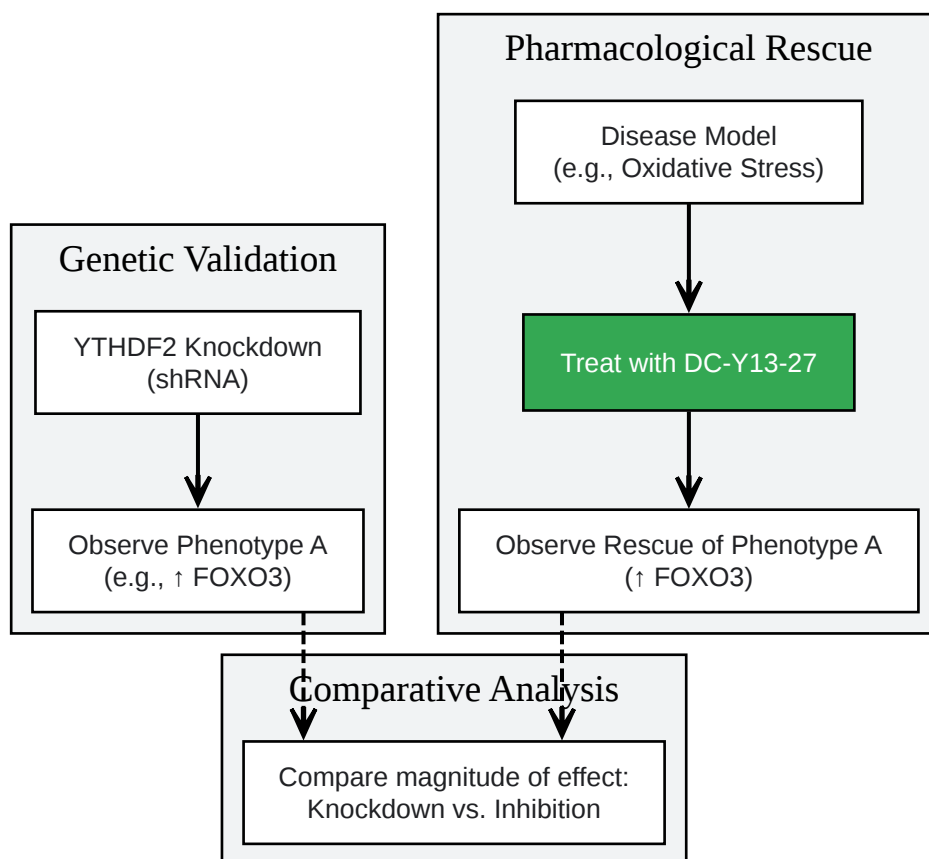 Pharmacological Rescue
Disease Model
(e.g., Oxidative Stress)
Treat with DC-Y13-27
Observe Rescue of Phenotype A
(↑ FOXO3)
Genetic Validation
YTHDF2 Knockdown
(shRNA)
Observe Phenotype A
(e.g., ↑ FOXO3)
Comparative Analysis
Compare magnitude of effect:
Knockdown vs. Inhibition